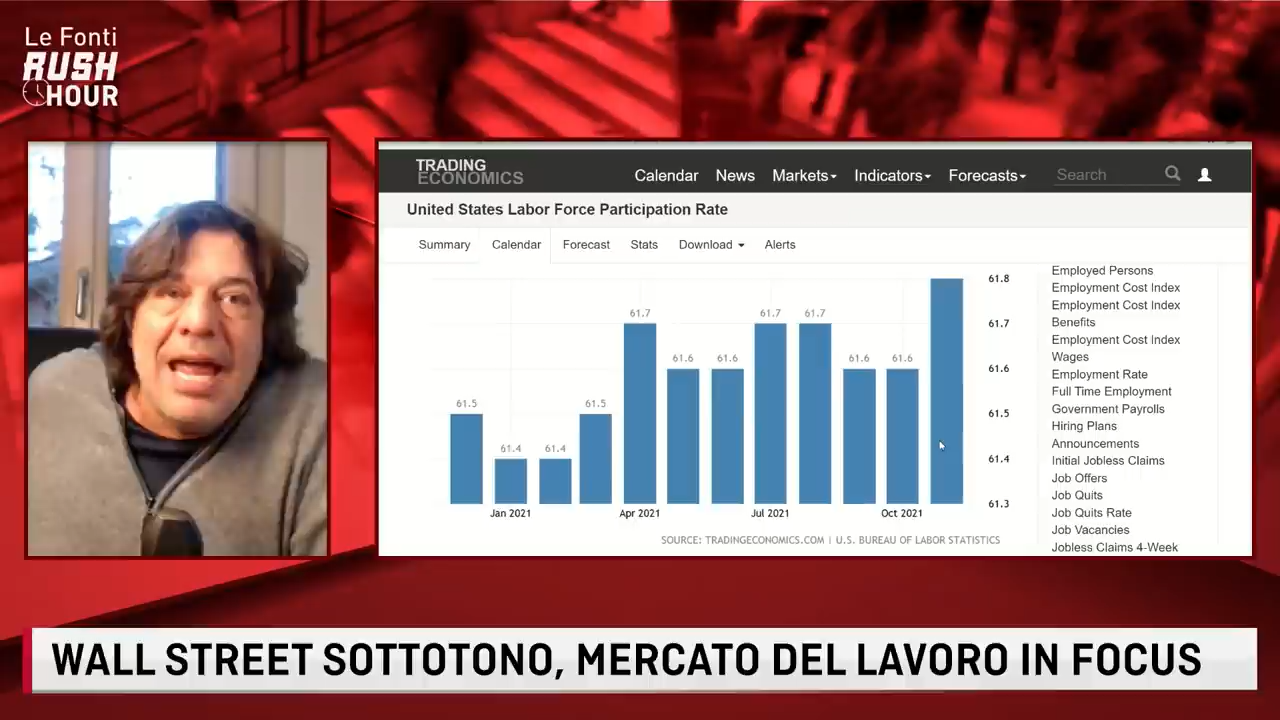 Le Fonti
RUSH
HOUR
TRADING
ECONOMICS
Calendar News Markets Indicators Forecasts Search
United States Labor Force Participation Rate
Summary Calendar Forecast Stats Download Alerts
61.5
61.4
61.4
61.5
61.7
61.6
61.6
61.7
61.7
61.6
61.6
61.8
61.7
61.6
61.5
61.4
61.3
Jan 2021 Apr 2021 Jul 2021 Oct 2021
SOURCE: TRADINGECONOMICS.COM | U.S. BUREAU OF LABOR STATISTICS
Employed Persons
Employment Cost Index
Employment Cost Index
Benefits
Employment Cost Index
Wages
Employment Rate
Full Time Employment
Government Payrolls
Hiring Plans
Announcements
Initial Jobless Claims
Job Offers
Job Quits
Job Quits Rate
Job Vacancies
Jobless Claims 4-Week
WALL STREET SOTTOTONO, MERCATO DEL LAVORO IN FOCUS